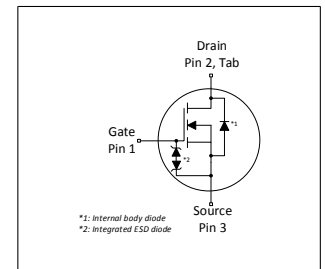 Drain
Pin 2, Tab
*1
Gate
Pin 1
*2
Source
Pin 3
*1: Internal body diode
*2: Integrated ESD diode